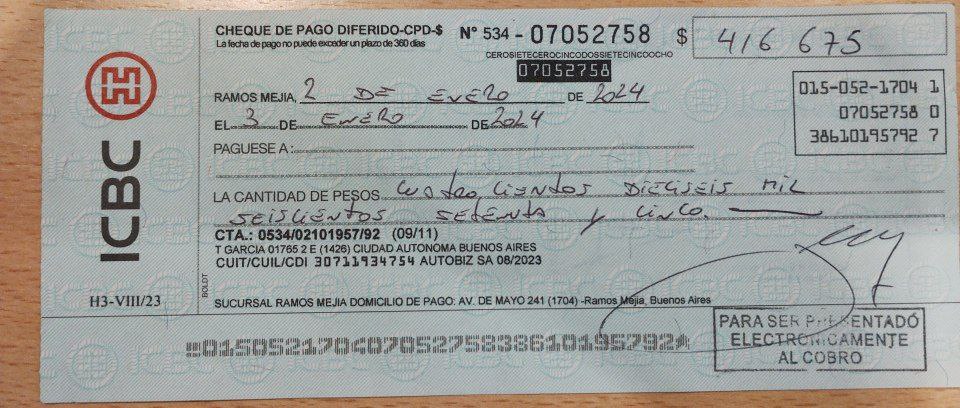 CHEQUE DE PAGO DIFERIDO-CPD-$ Nº 534 - 07052758 $ 416 675
La fecha de pago no puede exceder un plazo de 360 días
CEROSIETECEROCINCODOSSIETECINCOOCHO
07052758
RAMOS MEJIA, 2 DE ENERO DE 2024
EL 3 DE ENERO DE 2024
015-052-1704 1
07052758 0
38610195792 7
PAGUESE A :
LA CANTIDAD DE PESOS Cuatrocientos DIECISEIS MIL
SEISCIENTOS SETENTA y CINCO.
CTA.: 0534/02101957/92 (09/11)
T GARCIA 01765 2 E (1426) CIUDAD AUTONOMA BUENOS AIRES
CUIT/CUIL/CDI 30711934754 AUTOBIZ SA 08/2023
ICBC
H3-VIII/23
BOLDT
SUCURSAL RAMOS MEJIA DOMICILIO DE PAGO: AV. DE MAYO 241 (1704) -Ramos Mejia, Buenos Aires
PARA SER PRESENTADO
ELECTRONICAMENTE
AL COBRO
01505217040705275838610195792